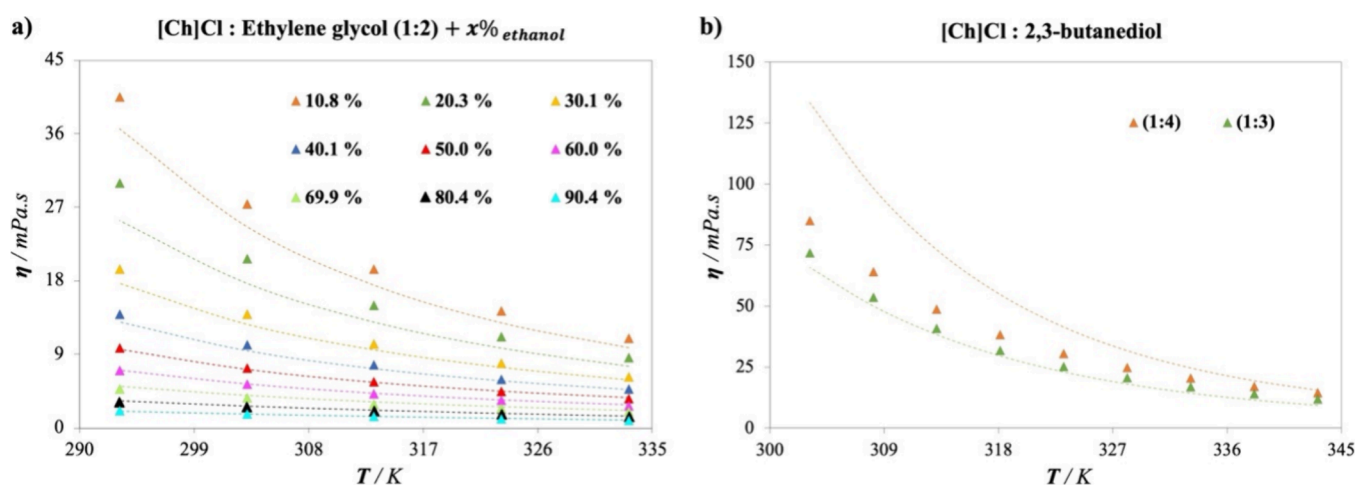 a) [Ch]Cl : Ethylene glycol (1:2) + x% ethanol
45
36
27
18
9
0
η / mPa.s
10.8 % 20.3 % 30.1 %
40.1 % 50.0 % 60.0 %
69.9 % 80.4 % 90.4 %
290 299 308 317 326 335
T / K
b) [Ch]Cl : 2,3-butanediol
150
125
100
75
50
25
0
η / mPa.s
(1:4) (1:3)
300 309 318 327 336 345
T / K